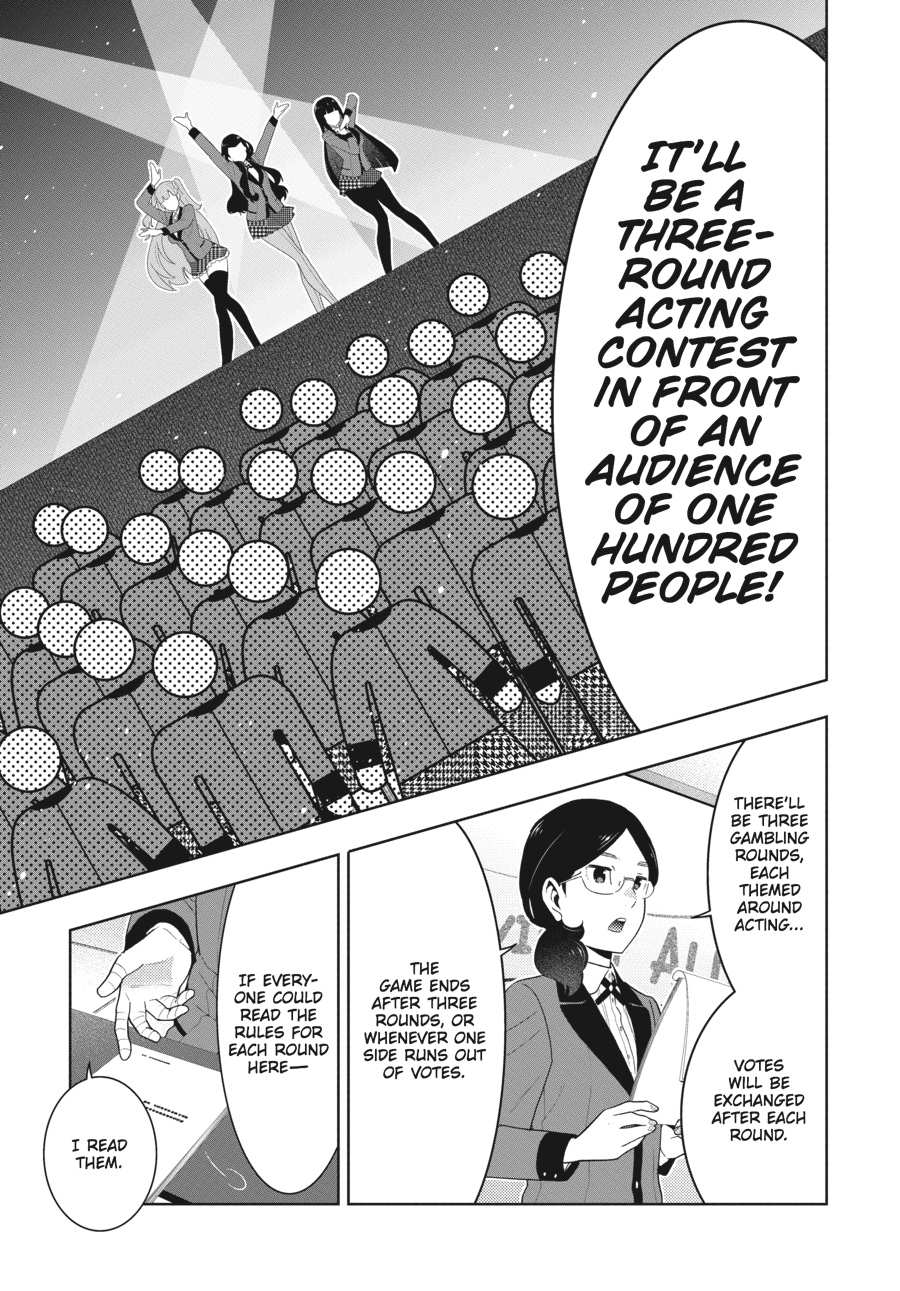 IT'LL
BE A
THREE-
ROUND
ACTING
CONTEST
IN FRONT
OF AN
AUDIENCE
OF ONE
HUNDRED
PEOPLE!
THERE'LL
BE THREE
GAMBLING
ROUNDS,
EACH
THEMED
AROUND
ACTING...
VOTES
WILL BE
EXCHANGED
AFTER EACH
ROUND.
THE
GAME ENDS
AFTER THREE
ROUNDS, OR
WHENEVER ONE
SIDE RUNS OUT
OF VOTES.
IF EVERY-
ONE COULD
READ THE
RULES FOR
EACH ROUND
HERE—
I READ
THEM.